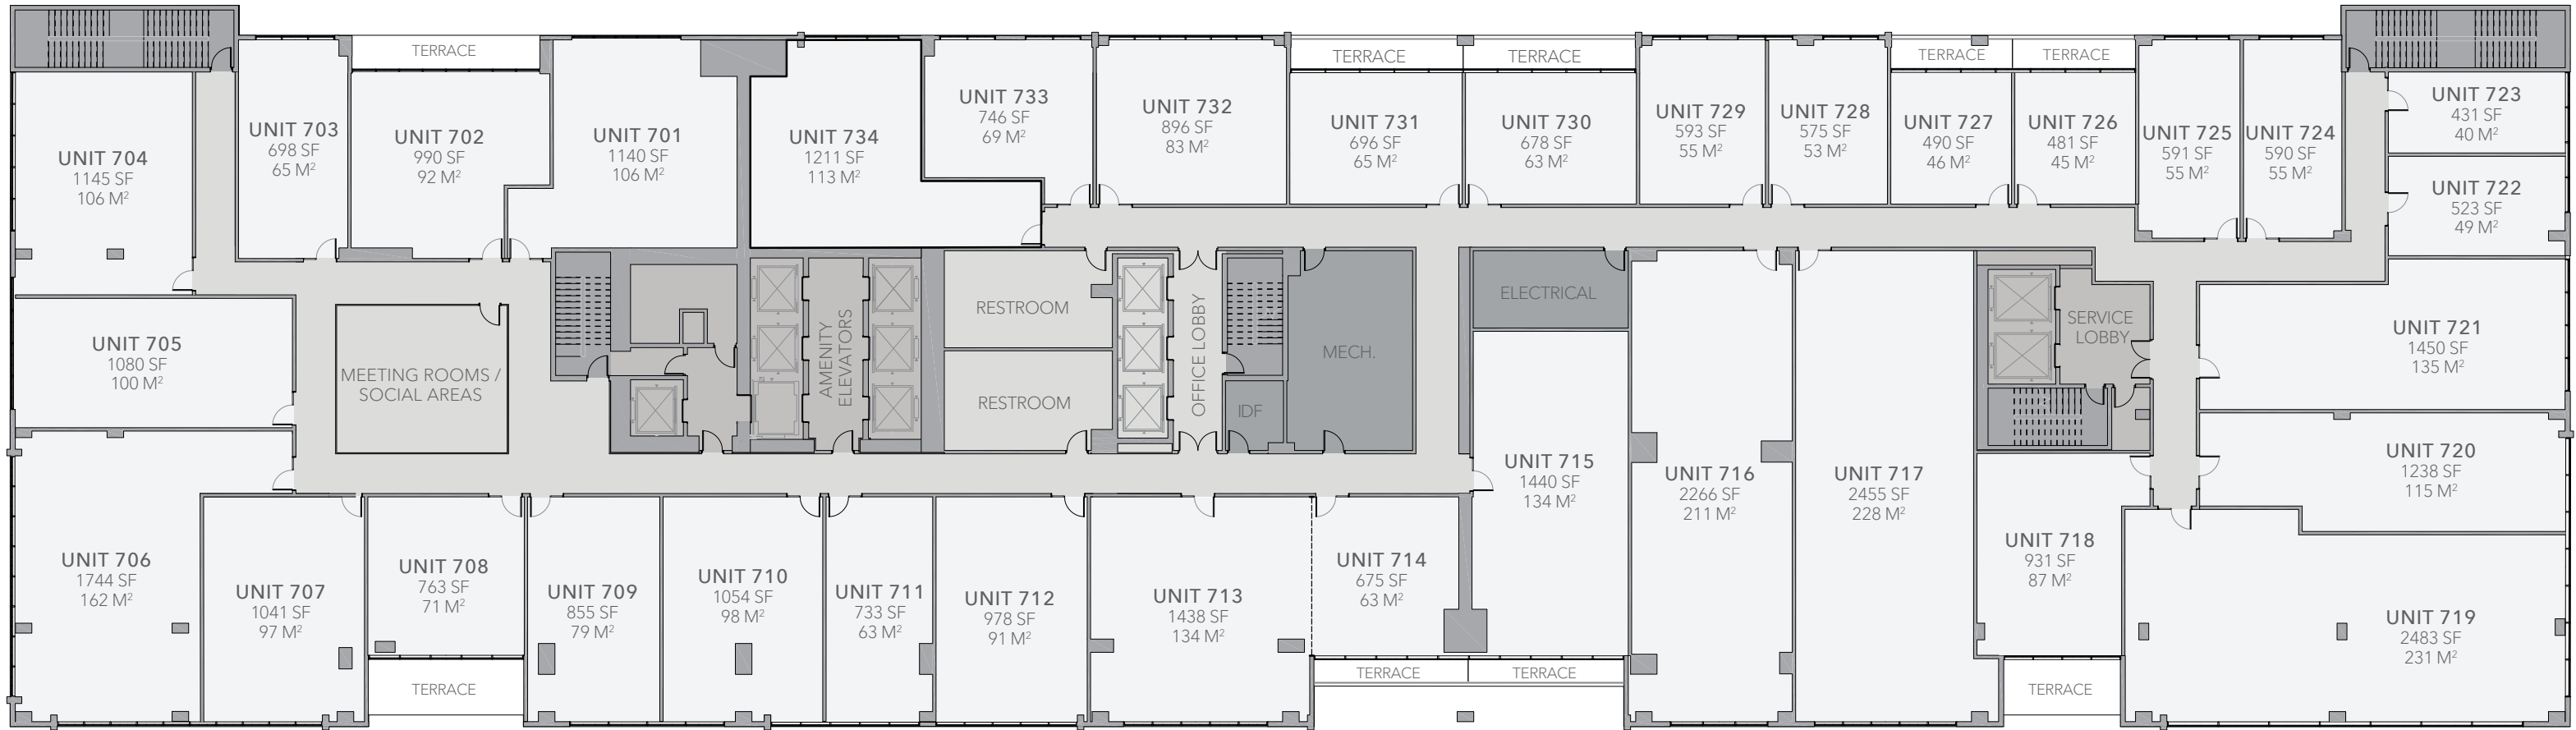 TERRACE
UNIT 704
1145 SF
106 M²
UNIT 703
698 SF
65 M²
UNIT 702
990 SF
92 M²
UNIT 701
1140 SF
106 M²
UNIT 734
1211 SF
113 M²
UNIT 733
746 SF
69 M²
UNIT 732
896 SF
83 M²
TERRACE
UNIT 731
696 SF
65 M²
TERRACE
UNIT 730
678 SF
63 M²
UNIT 729
593 SF
55 M²
UNIT 728
575 SF
53 M²
TERRACE
UNIT 727
490 SF
46 M²
TERRACE
UNIT 726
481 SF
45 M²
UNIT 725
591 SF
55 M²
UNIT 724
590 SF
55 M²
UNIT 723
431 SF
40 M²
UNIT 722
523 SF
49 M²
UNIT 705
1080 SF
100 M²
MEETING ROOMS /
SOCIAL AREAS
AMENITY
ELEVATORS
RESTROOM
RESTROOM
OFFICE LOBBY
IDF
MECH.
ELECTRICAL
SERVICE
LOBBY
UNIT 721
1450 SF
135 M²
UNIT 720
1238 SF
115 M²
UNIT 706
1744 SF
162 M²
UNIT 707
1041 SF
97 M²
UNIT 708
763 SF
71 M²
TERRACE
UNIT 709
855 SF
79 M²
UNIT 710
1054 SF
98 M²
UNIT 711
733 SF
63 M²
UNIT 712
978 SF
91 M²
UNIT 713
1438 SF
134 M²
UNIT 714
675 SF
63 M²
TERRACE
UNIT 715
1440 SF
134 M²
TERRACE
UNIT 716
2266 SF
211 M²
UNIT 717
2455 SF
228 M²
UNIT 718
931 SF
87 M²
TERRACE
UNIT 719
2483 SF
231 M²